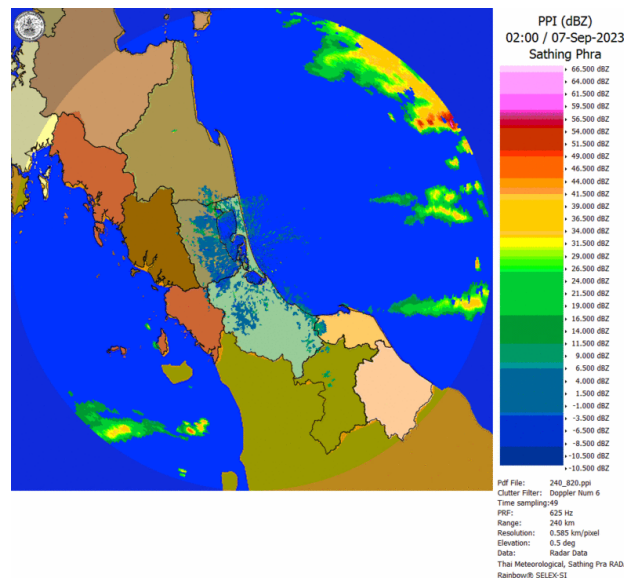 PPI (dBZ)
02:00 / 07-Sep-2023
Sathing Phra
66.500 dBZ
64.000 dBZ
61.500 dBZ
59.500 dBZ
56.500 dBZ
54.000 dBZ
51.500 dBZ
49.000 dBZ
46.500 dBZ
44.000 dBZ
41.500 dBZ
39.000 dBZ
36.500 dBZ
34.000 dBZ
31.500 dBZ
29.000 dBZ
26.500 dBZ
24.000 dBZ
21.500 dBZ
19.000 dBZ
16.500 dBZ
14.000 dBZ
11.500 dBZ
9.000 dBZ
6.500 dBZ
4.000 dBZ
1.500 dBZ
-1.000 dBZ
-3.500 dBZ
-6.500 dBZ
-8.500 dBZ
-10.500 dBZ
-10.500 dBZ
Pdf File: 240_820.ppi
Clutter Filter: Doppler Num 6
Time sampling:49
PRF: 625 Hz
Range: 240 km
Resolution: 0.585 km/pixel
Elevation: 0.5 deg
Data: Radar Data
Thai Meteorological, Sathing Pra RADA
Rainbow® SELEX-SI